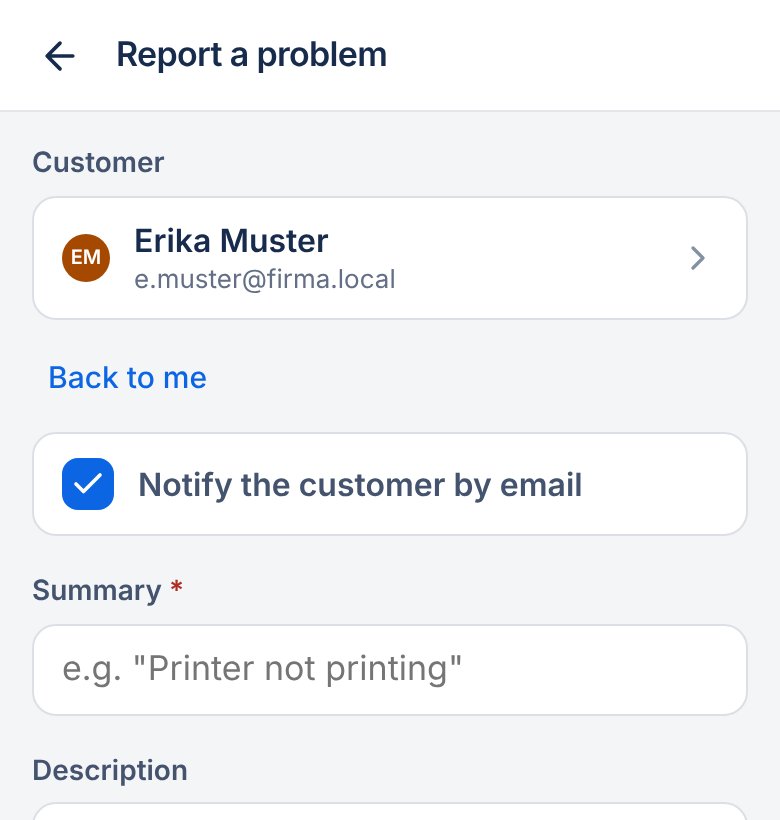 Report a problem
Customer
EM
Erika Muster
e.muster@firma.local
Back to me
Notify the customer by email
Summary *
e.g. "Printer not printing"
Description